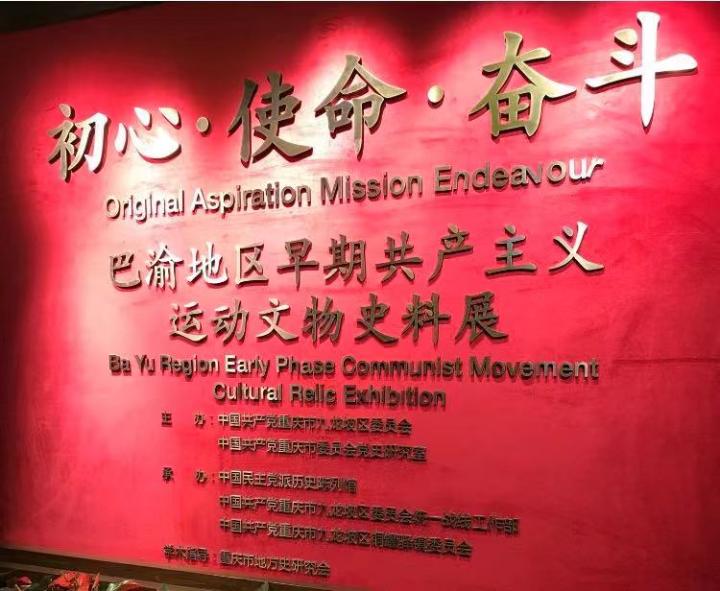 初心·使命·奋斗
Original Aspiration Mission Endeavour
巴渝地区早期共产主义
运动文物史料展
Ba Yu Region Early Phase Communist Movement
Cultural Relic Exhibition
主 办：中国共产党重庆市九龙坡区委员会
中国共产党重庆市委员会党史研究室
承 办：中国民主党派历史陈列馆
中国共产党重庆市九龙坡区委员会统一战线工作部
中国共产党重庆市九龙坡区铜罐驿镇委员会
学术指导：重庆市地方史研究会